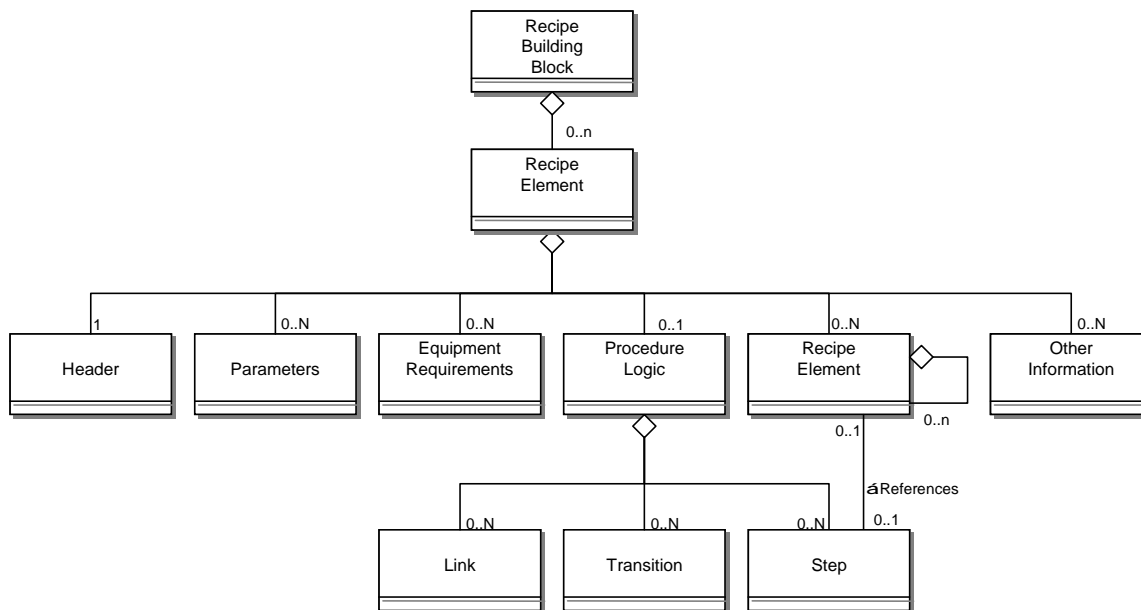 Recipe
Building
Block
0..n
Recipe
Element
1
0..N
0..N
0..1
0..N
0..N
Header
Parameters
Equipment
Requirements
Procedure
Logic
Recipe
Element
Other
Information
0..n
0..1
áReferences
0..N
0..N
0..N
0..1
Link
Transition
Step